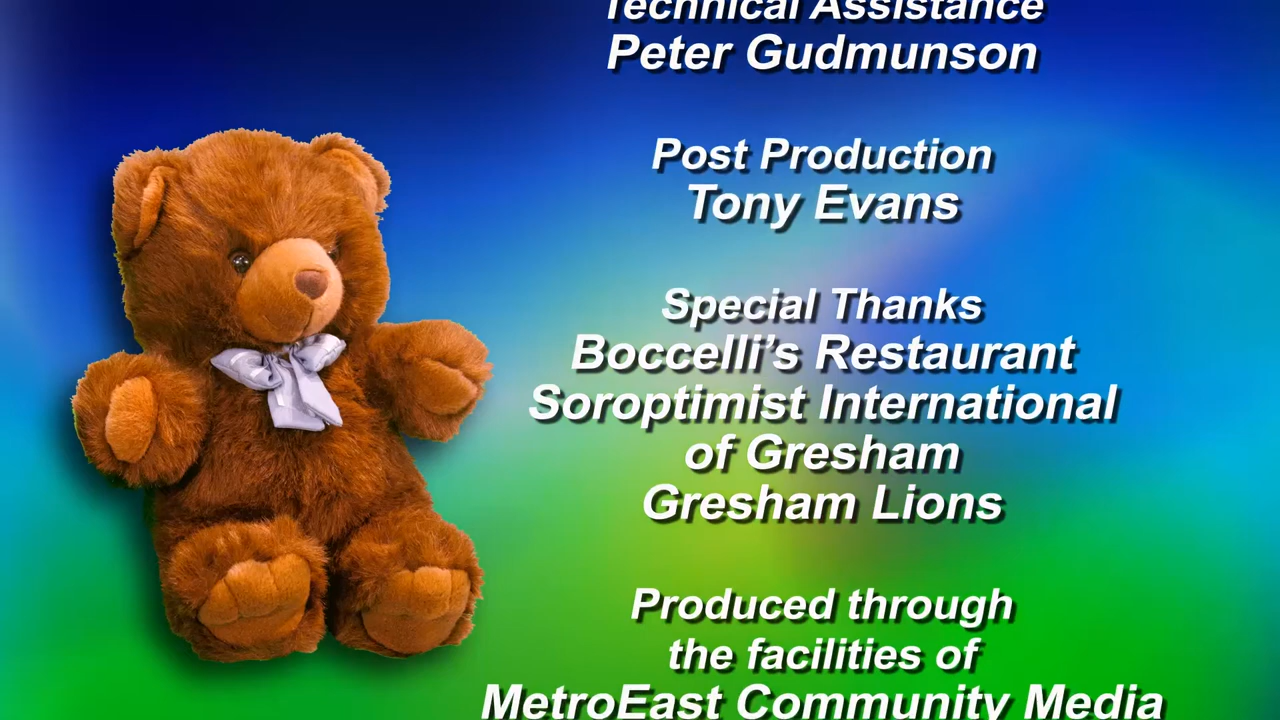 Technical Assistance
Peter Gudmunson
Post Production
Tony Evans
Special Thanks
Boccelli's Restaurant
Soroptimist International
of Gresham
Gresham Lions
Produced through
the facilities of
MetroEast Community Media